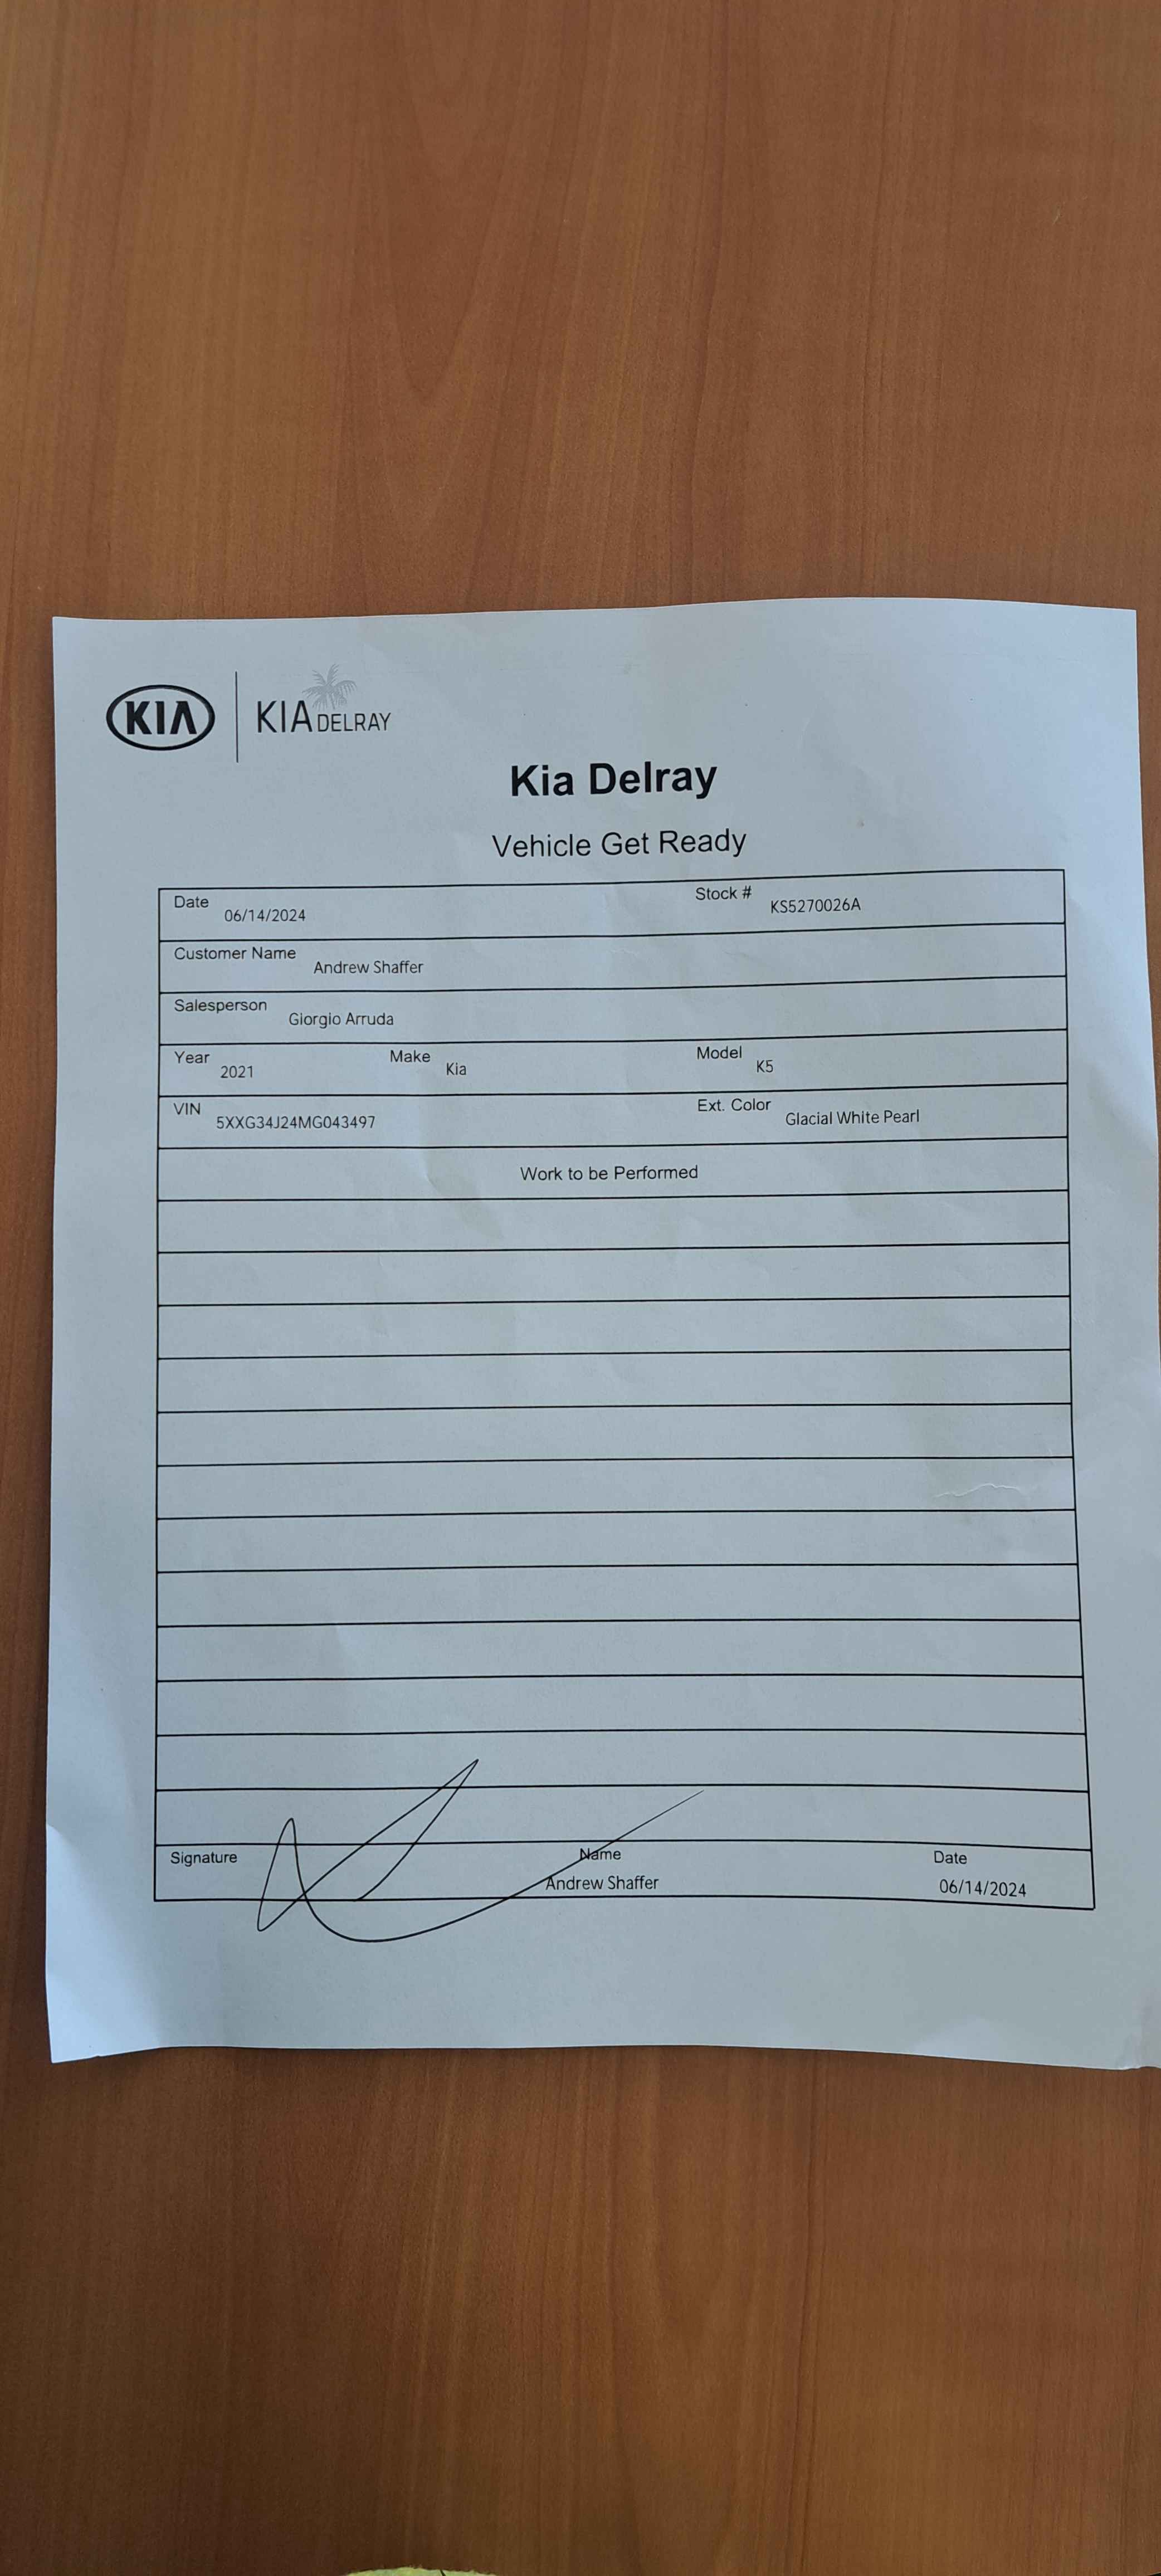 KIA KIA DELRAY
Kia Delray
Vehicle Get Ready
Date 06/14/2024 Stock # KS5270026A
Customer Name Andrew Shaffer
Salesperson Giorgio Arruda
Year 2021 Make Kia Model K5
VIN 5XXG34J24MG043497 Ext. Color Glacial White Pearl
Work to be Performed
Signature Name Date
Andrew Shaffer 06/14/2024